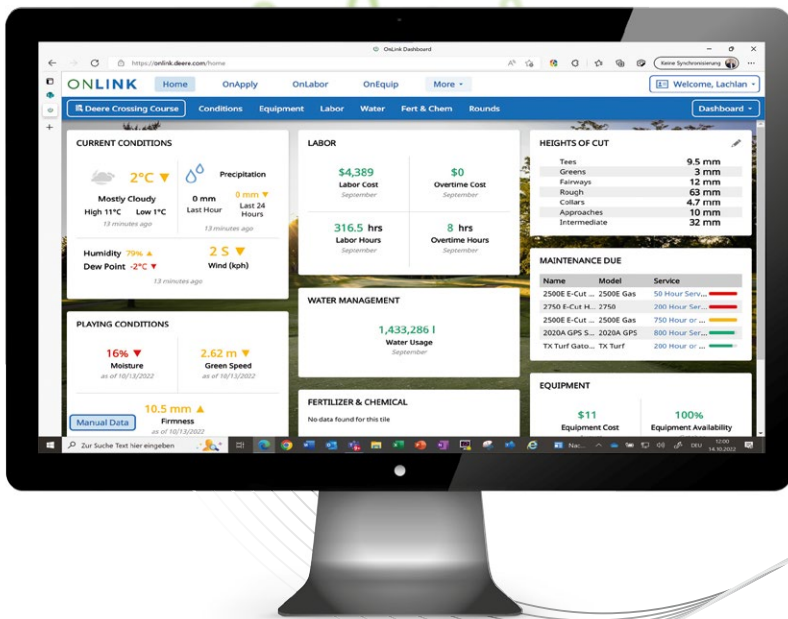 OnLink Dashboard
https://onlink.deere.com/home
Keine Synchronisierung
ONLINK Home OnApply OnLabor OnEquip More
Welcome, Lachlan
Deere Crossing Course Conditions Equipment Labor Water Fert & Chem Rounds Dashboard
CURRENT CONDITIONS
2°C ▼
Mostly Cloudy
High 11°C Low 1°C
13 minutes ago
Precipitation
0 mm
Last Hour
0 mm ▼
Last 24
Hours
13 minutes ago
Humidity 79% ▲
Dew Point -2°C ▼
2 S ▼
Wind (kph)
13 minutes ago
PLAYING CONDITIONS
16% ▼
Moisture
as of 10/13/2022
2.62 m ▼
Green Speed
as of 10/13/2022
10.5 mm ▲
Firmness
as of 10/13/2022
Manual Data
LABOR
$4,389
Labor Cost
September
$0
Overtime Cost
September
316.5 hrs
Labor Hours
September
8 hrs
Overtime Hours
September
WATER MANAGEMENT
1,433,286 l
Water Usage
September
FERTILIZER & CHEMICAL
No data found for this tile
HEIGHTS OF CUT
Tees 9.5 mm
Greens 3 mm
Fairways 12 mm
Rough 63 mm
Collars 4.7 mm
Approaches 10 mm
Intermediate 32 mm
MAINTENANCE DUE
Name Model Service
2500E E-Cut ... 2500E Gas 50 Hour Serv...
2750 E-Cut H... 2750 200 Hour Ser...
2500E E-Cut ... 2500E Gas 750 Hour or ...
2020A GPS S... 2020A GPS 800 Hour Ser...
TX Turf Gato... TX Turf 200 Hour or ...
EQUIPMENT
$11
Equipment Cost
100%
Equipment Availability
Zur Suche Text hier eingeben
Nac...
DEU
12:00
14.10.2022